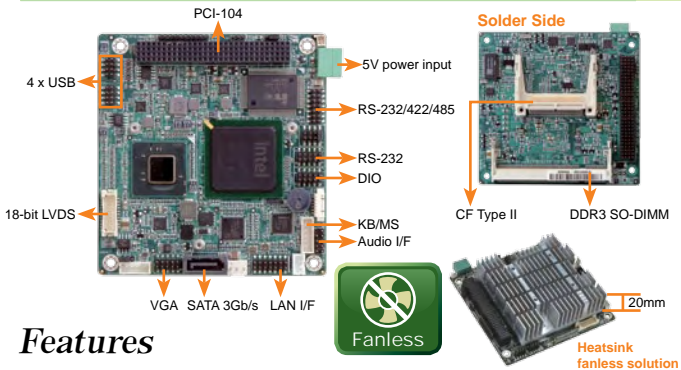 PCI-104
Solder Side
4 x USB
5V power input
RS-232/422/485
RS-232
DIO
18-bit LVDS
KB/MS
Audio I/F
VGA
SATA 3Gb/s
LAN I/F
CF Type II
DDR3 SO-DIMM
intel
Fanless
20mm
Heatsink
fanless solution
Features